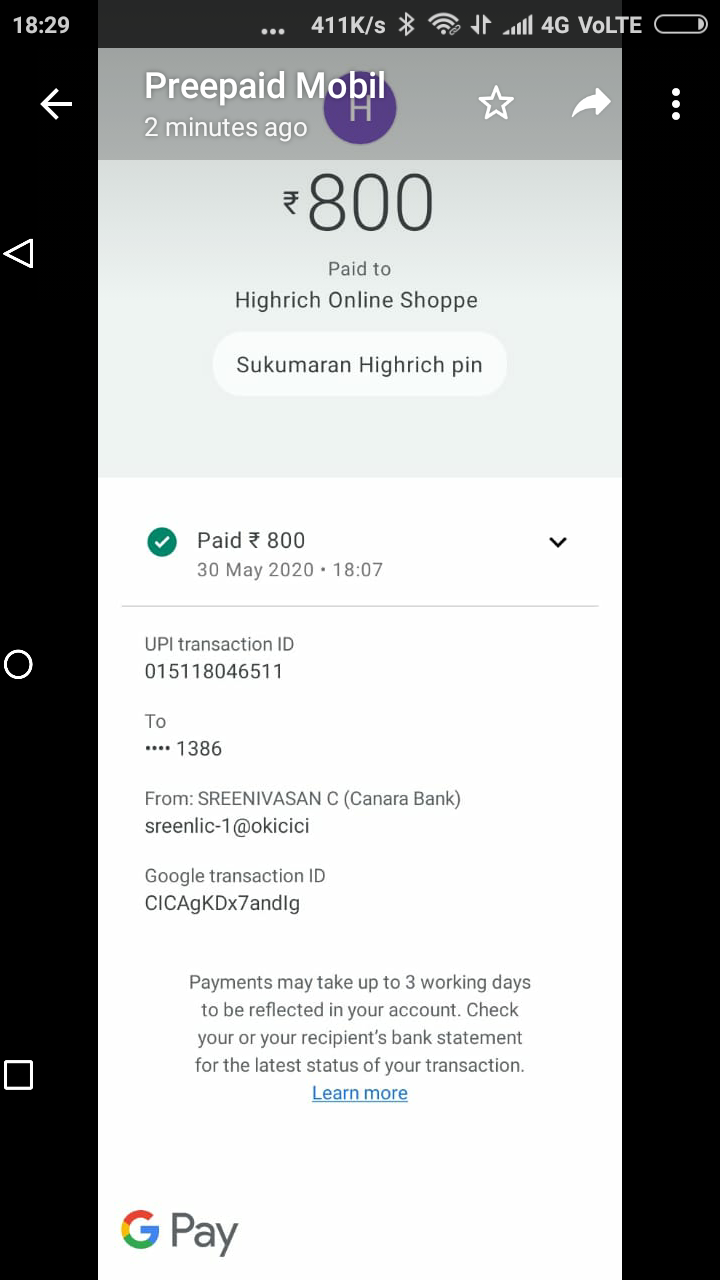 18:29
... 411K/s 4G VoLTE
Preepaid Mobil
2 minutes ago
H
₹800
Paid to
Highrich Online Shoppe
Sukumaran Highrich pin
Paid ₹ 800
30 May 2020 • 18:07
UPI transaction ID
015118046511
To
•••• 1386
From: SREENIVASAN C (Canara Bank)
sreenlic-1@okicici
Google transaction ID
CICAgKDx7andIg
Payments may take up to 3 working days
to be reflected in your account. Check
your or your recipient's bank statement
for the latest status of your transaction.
Learn more
G Pay